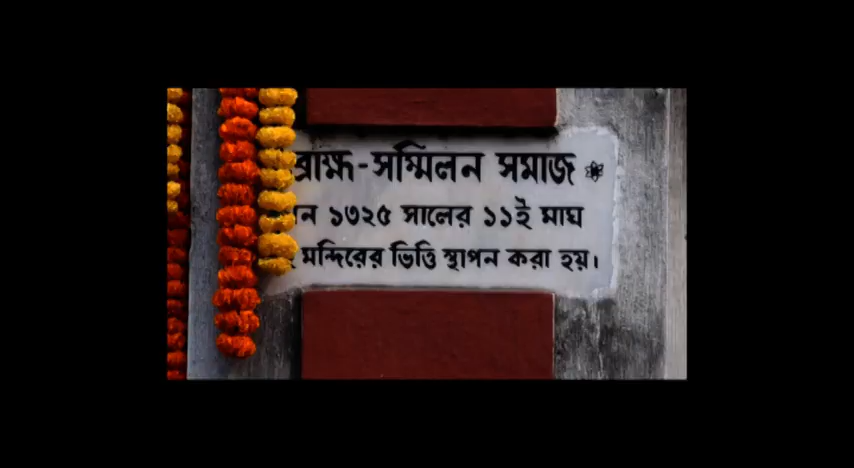 ব্রাহ্ম-সম্মিলন সমাজ
১৩২৫ সালের ১১ই মাঘ
মন্দিরের ভিত্তি স্থাপন করা হয়।